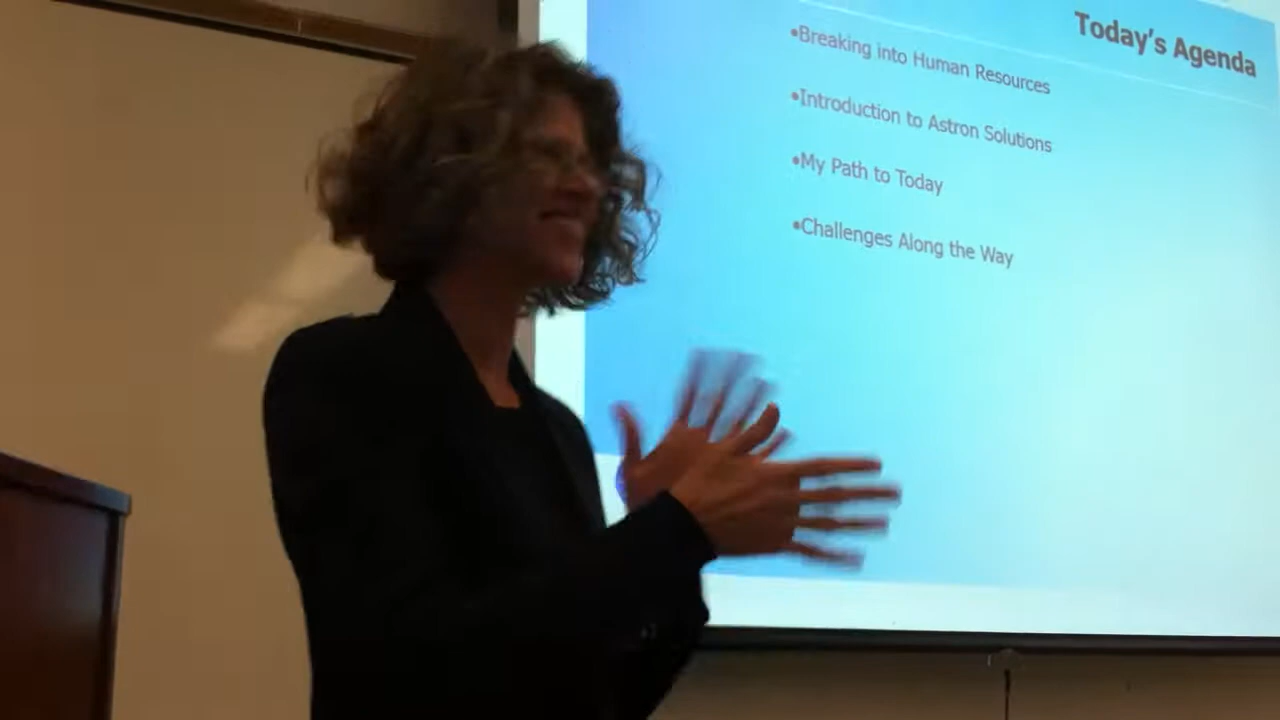 Today's Agenda
•Breaking into Human Resources
•Introduction to Astron Solutions
•My Path to Today
•Challenges Along the Way